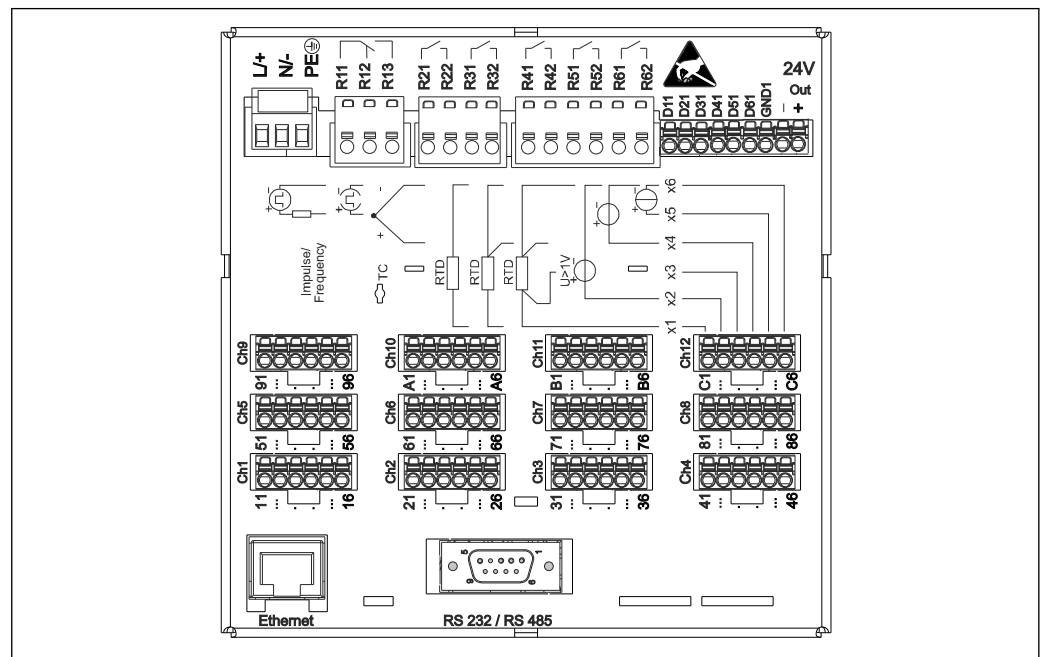 L/+ N/- PE
R11 R12 R13
R21 R22 R31 R32
R41 R42 R51 R52 R61 R62
D11 D21 D31 D41 D51 D61 GND1 - +
24V
Out
+ - + - + -
Impulse/
Frequency
TC
RTD RTD RTD
U>1V
+ - + - + -
x6
x5
x4
x3
x2
x1
Ch9 Ch10 Ch11 Ch12
91 ... . . ... 96 A1 ... . . ... A6 B1 ... . . ... B6 C1 ... . . ... C6
Ch5 Ch6 Ch7 Ch8
51 ... . . ... 56 61 ... . . ... 66 71 ... . . ... 76 81 ... . . ... 86
Ch1 Ch2 Ch3 Ch4
11 ... . . ... 16 21 ... . . ... 26 31 ... . . ... 36 41 ... . . ... 46
5 1
9 6
Ethernet
RS 232 / RS 485